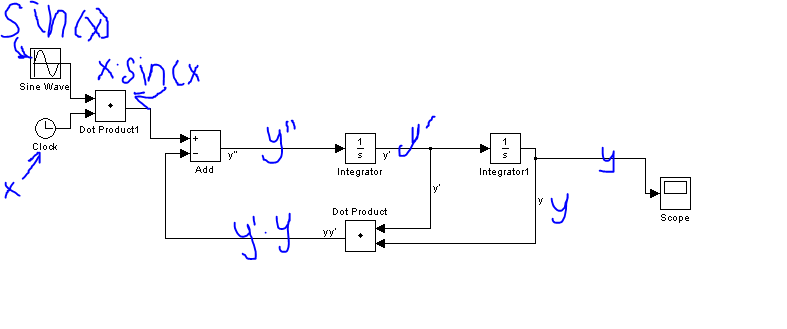 sin(x)
x·sin(x
Sine Wave
Dot Product1
Clock
x
+
−
Add
y''
y''
1
s
Integrator
y'
y'
1
s
Integrator1
y
Scope
y'
y
y
Dot Product
yy'
y'·y